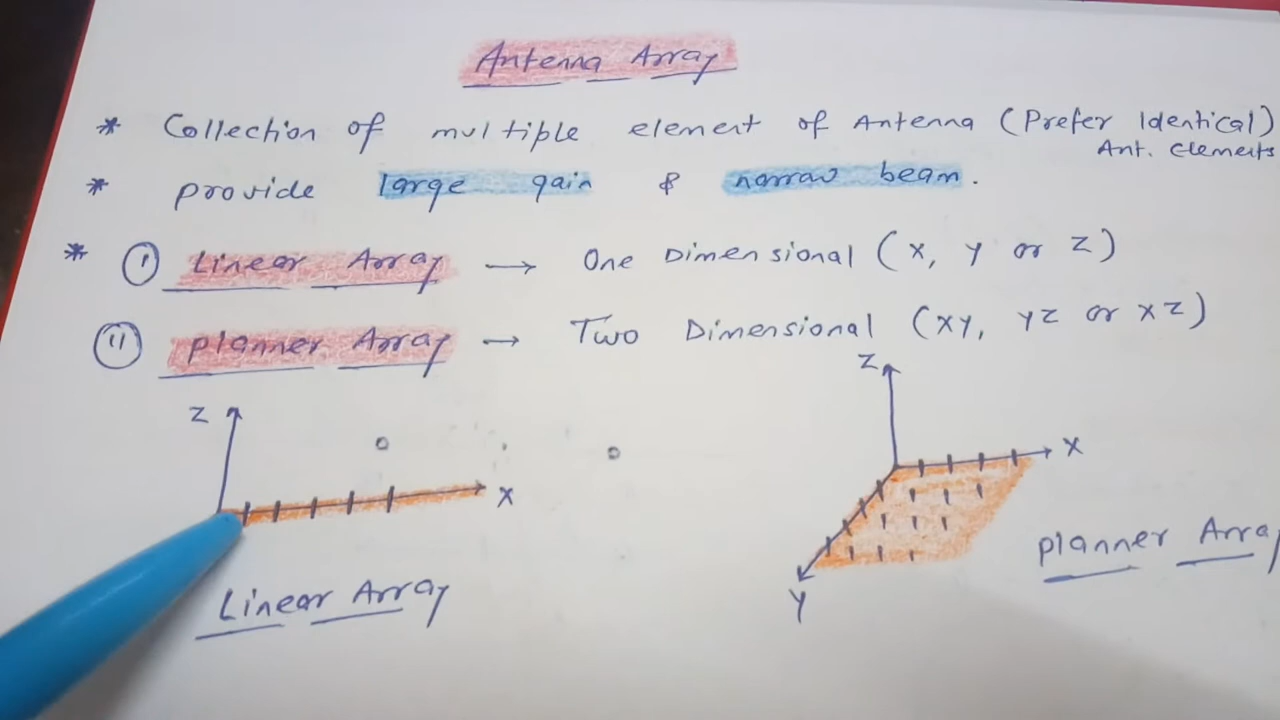 Antenna Array
* Collection of multiple element of Antenna (Prefer Identical)
Ant. Elements
* provide large gain & narrow beam.
* (I) Linear Array → One Dimensional (X, Y or Z)
(II) planner Array → Two Dimensional (XY, YZ or XZ)
Z
X
Linear Array
Z
X
Y
planner Array